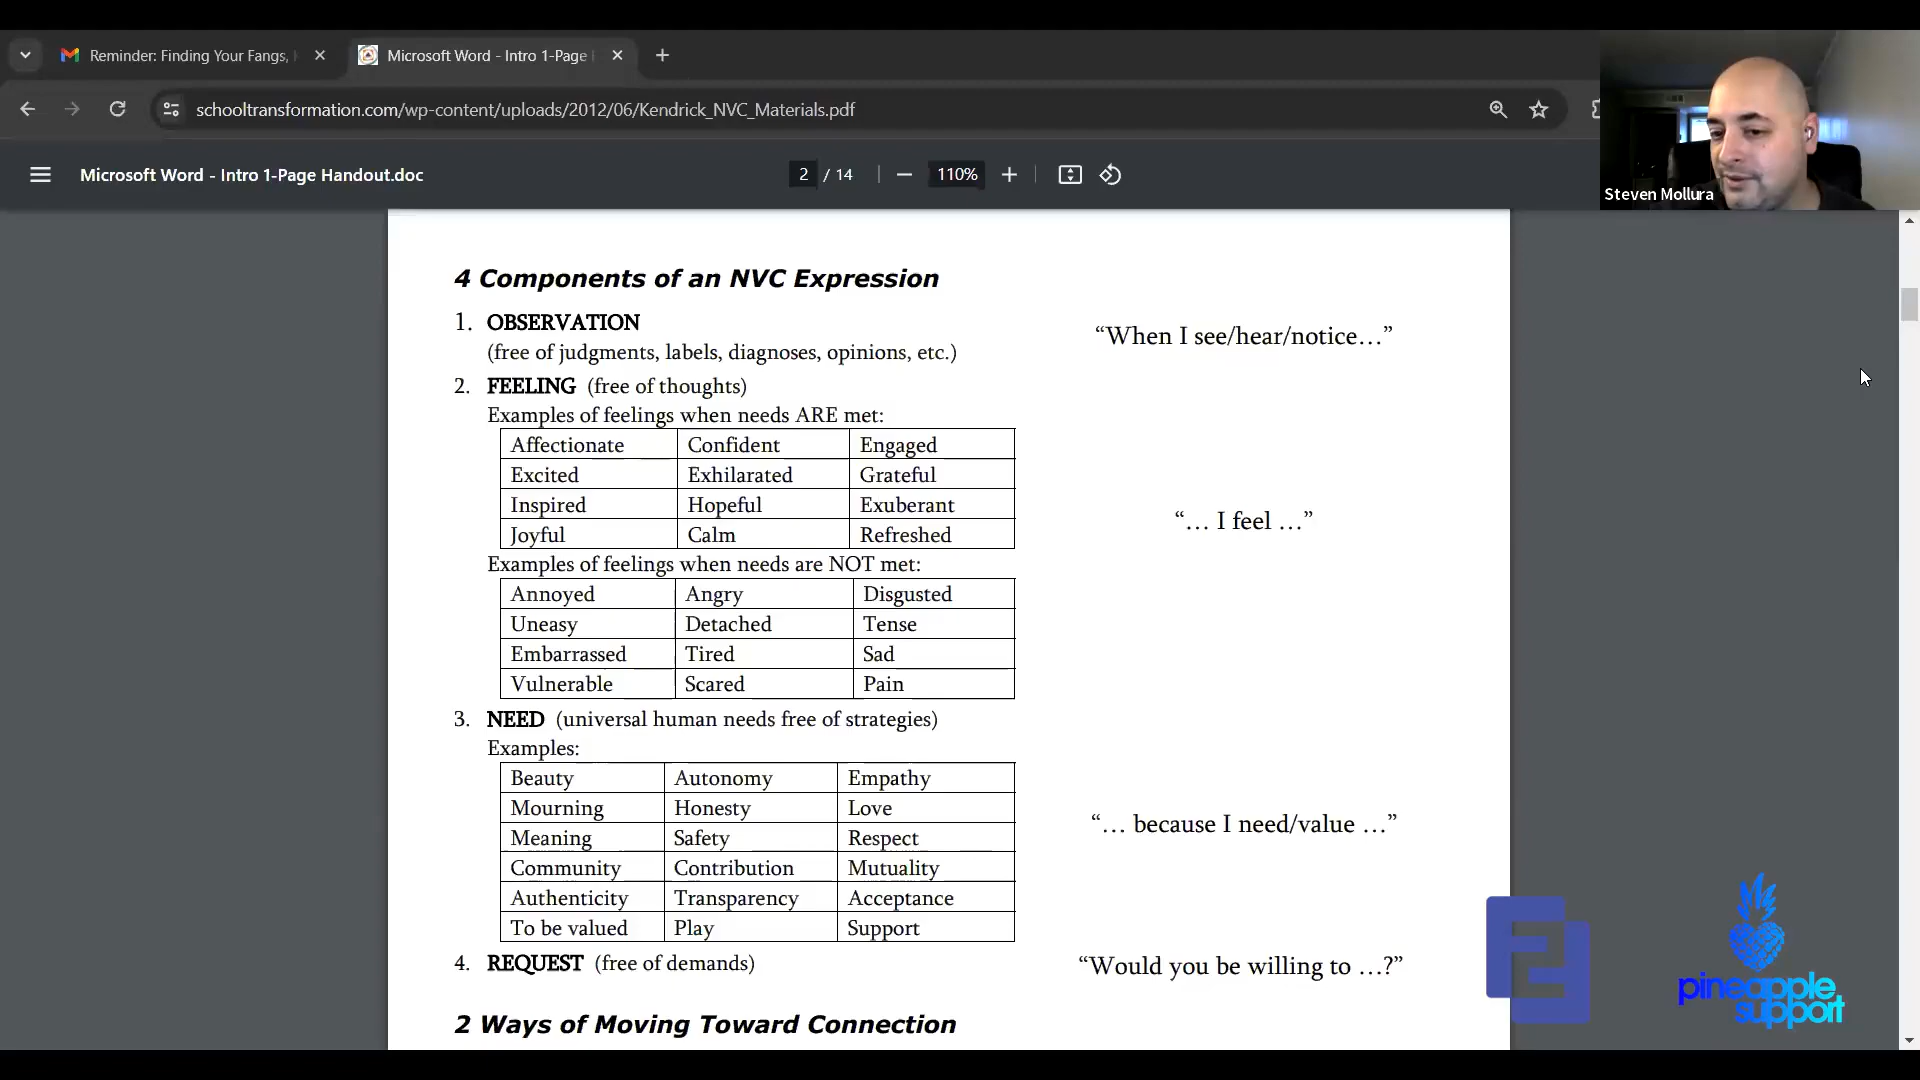 Reminder: Finding Your Fangs,
Microsoft Word - Intro 1-Page
schooltransformation.com/wp-content/uploads/2012/06/Kendrick_NVC_Materials.pdf
Microsoft Word - Intro 1-Page Handout.doc
2 / 14
110%
Steven Mollura
4 Components of an NVC Expression
1. OBSERVATION
(free of judgments, labels, diagnoses, opinions, etc.)
“When I see/hear/notice…”
2. FEELING (free of thoughts)
Examples of feelings when needs ARE met:
Affectionate Confident Engaged
Excited Exhilarated Grateful
Inspired Hopeful Exuberant
Joyful Calm Refreshed
“… I feel …”
Examples of feelings when needs are NOT met:
Annoyed Angry Disgusted
Uneasy Detached Tense
Embarrassed Tired Sad
Vulnerable Scared Pain
3. NEED (universal human needs free of strategies)
Examples:
Beauty Autonomy Empathy
Mourning Honesty Love
Meaning Safety Respect
Community Contribution Mutuality
Authenticity Transparency Acceptance
To be valued Play Support
“… because I need/value …”
4. REQUEST (free of demands)
“Would you be willing to …?”
2 Ways of Moving Toward Connection
pineapple
support